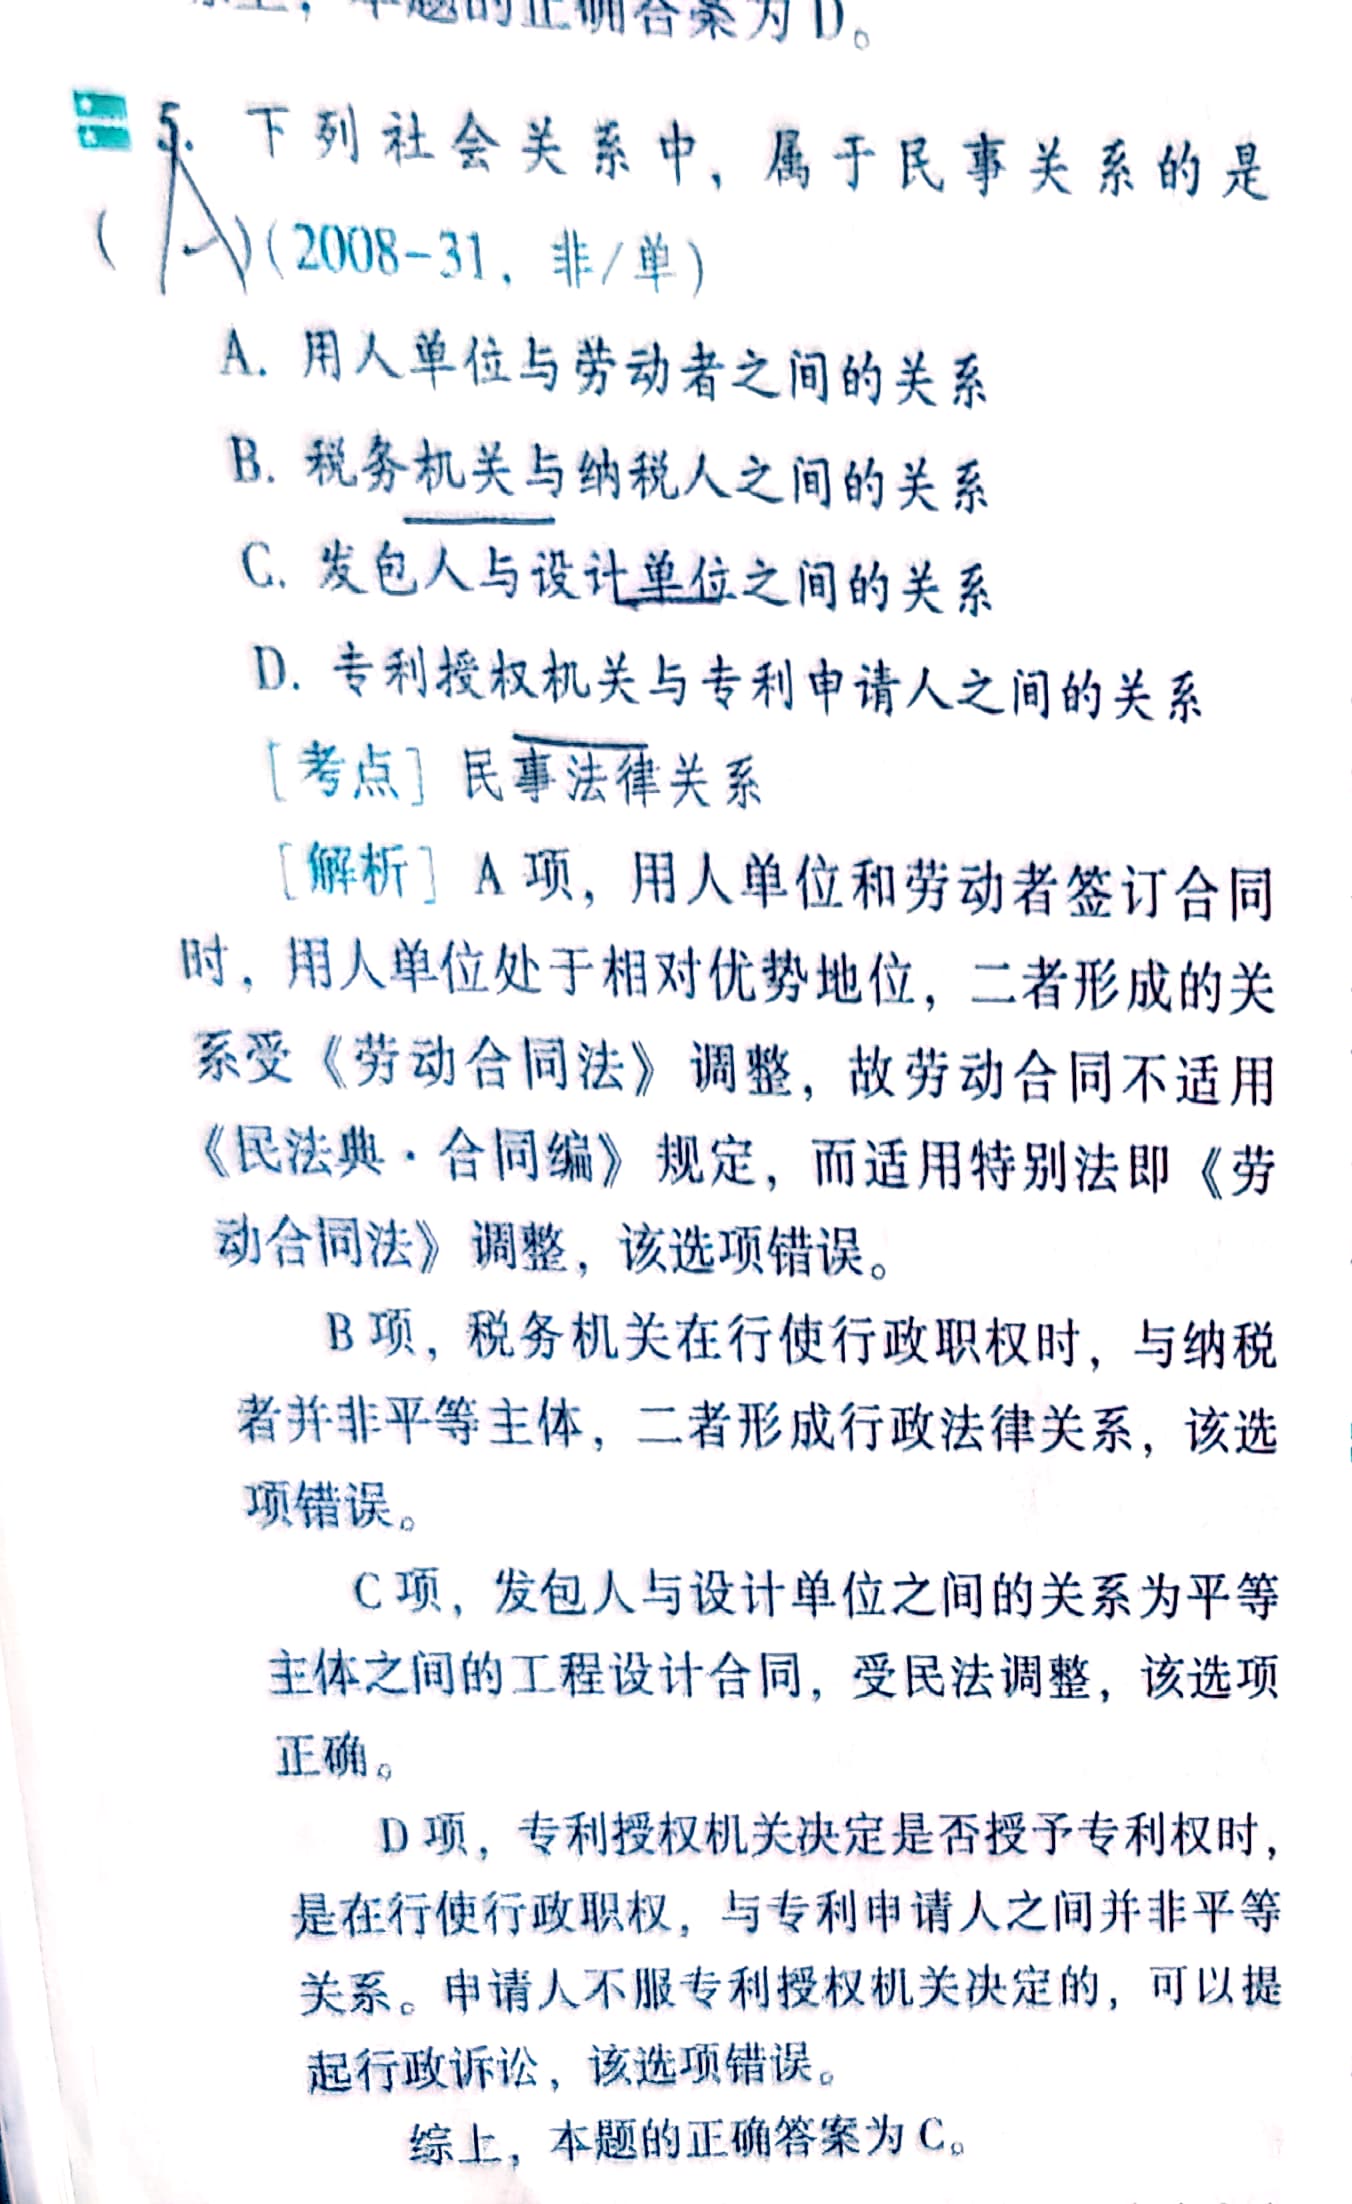 综上，本题的正确答案为D。
5. 下列社会关系中，属于民事关系的是
（A）（2008-31，非/单）
A. 用人单位与劳动者之间的关系
B. 税务机关与纳税人之间的关系
C. 发包人与设计单位之间的关系
D. 专利授权机关与专利申请人之间的关系
［考点］民事法律关系
［解析］A项，用人单位和劳动者签订合同
时，用人单位处于相对优势地位，二者形成的关
系受《劳动合同法》调整，故劳动合同不适用
《民法典·合同编》规定，而适用特别法即《劳
动合同法》调整，该选项错误。
B项，税务机关在行使行政职权时，与纳税
者并非平等主体，二者形成行政法律关系，该选
项错误。
C项，发包人与设计单位之间的关系为平等
主体之间的工程设计合同，受民法调整，该选项
正确。
D项，专利授权机关决定是否授予专利权时，
是在行使行政职权，与专利申请人之间并非平等
关系。申请人不服专利授权机关决定的，可以提
起行政诉讼，该选项错误。
综上，本题的正确答案为C。